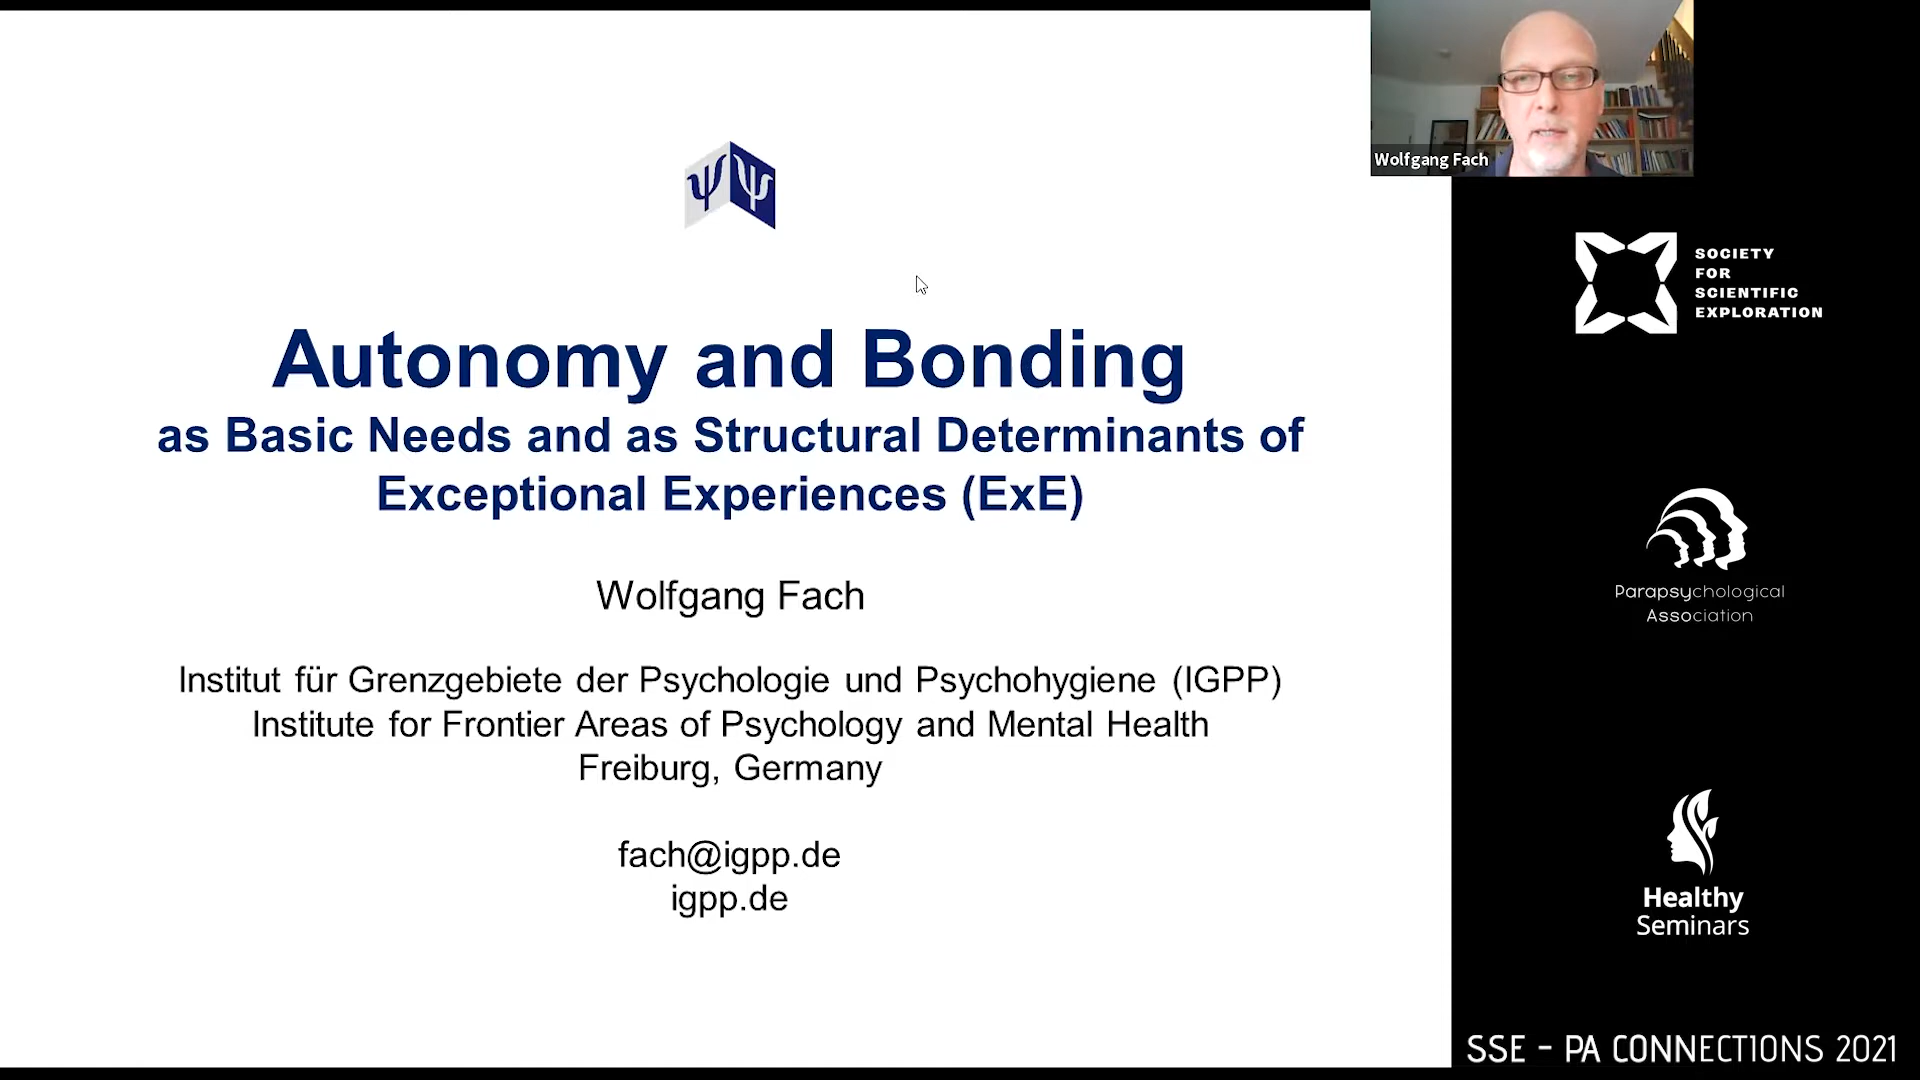 Autonomy and Bonding
as Basic Needs and as Structural Determinants of
Exceptional Experiences (ExE)
Wolfgang Fach
Institut für Grenzgebiete der Psychologie und Psychohygiene (IGPP)
Institute for Frontier Areas of Psychology and Mental Health
Freiburg, Germany
fach@igpp.de
igpp.de
Wolfgang Fach
SOCIETY
FOR
SCIENTIFIC
EXPLORATION
Parapsychological
Association
Healthy
Seminars
SSE - PA CONNECTIONS 2021